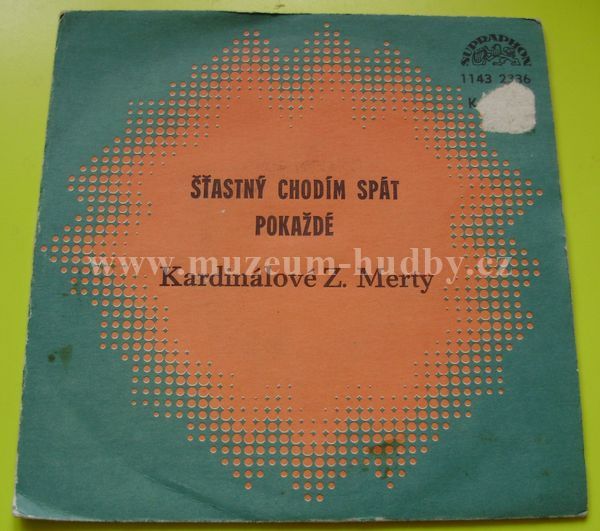 SUPRAPHON
1143 2336
ŠŤASTNÝ CHODÍM SPÁT
POKAŽDÉ
www.muzeum-hudby.cz
Kardinálové Z. Merty